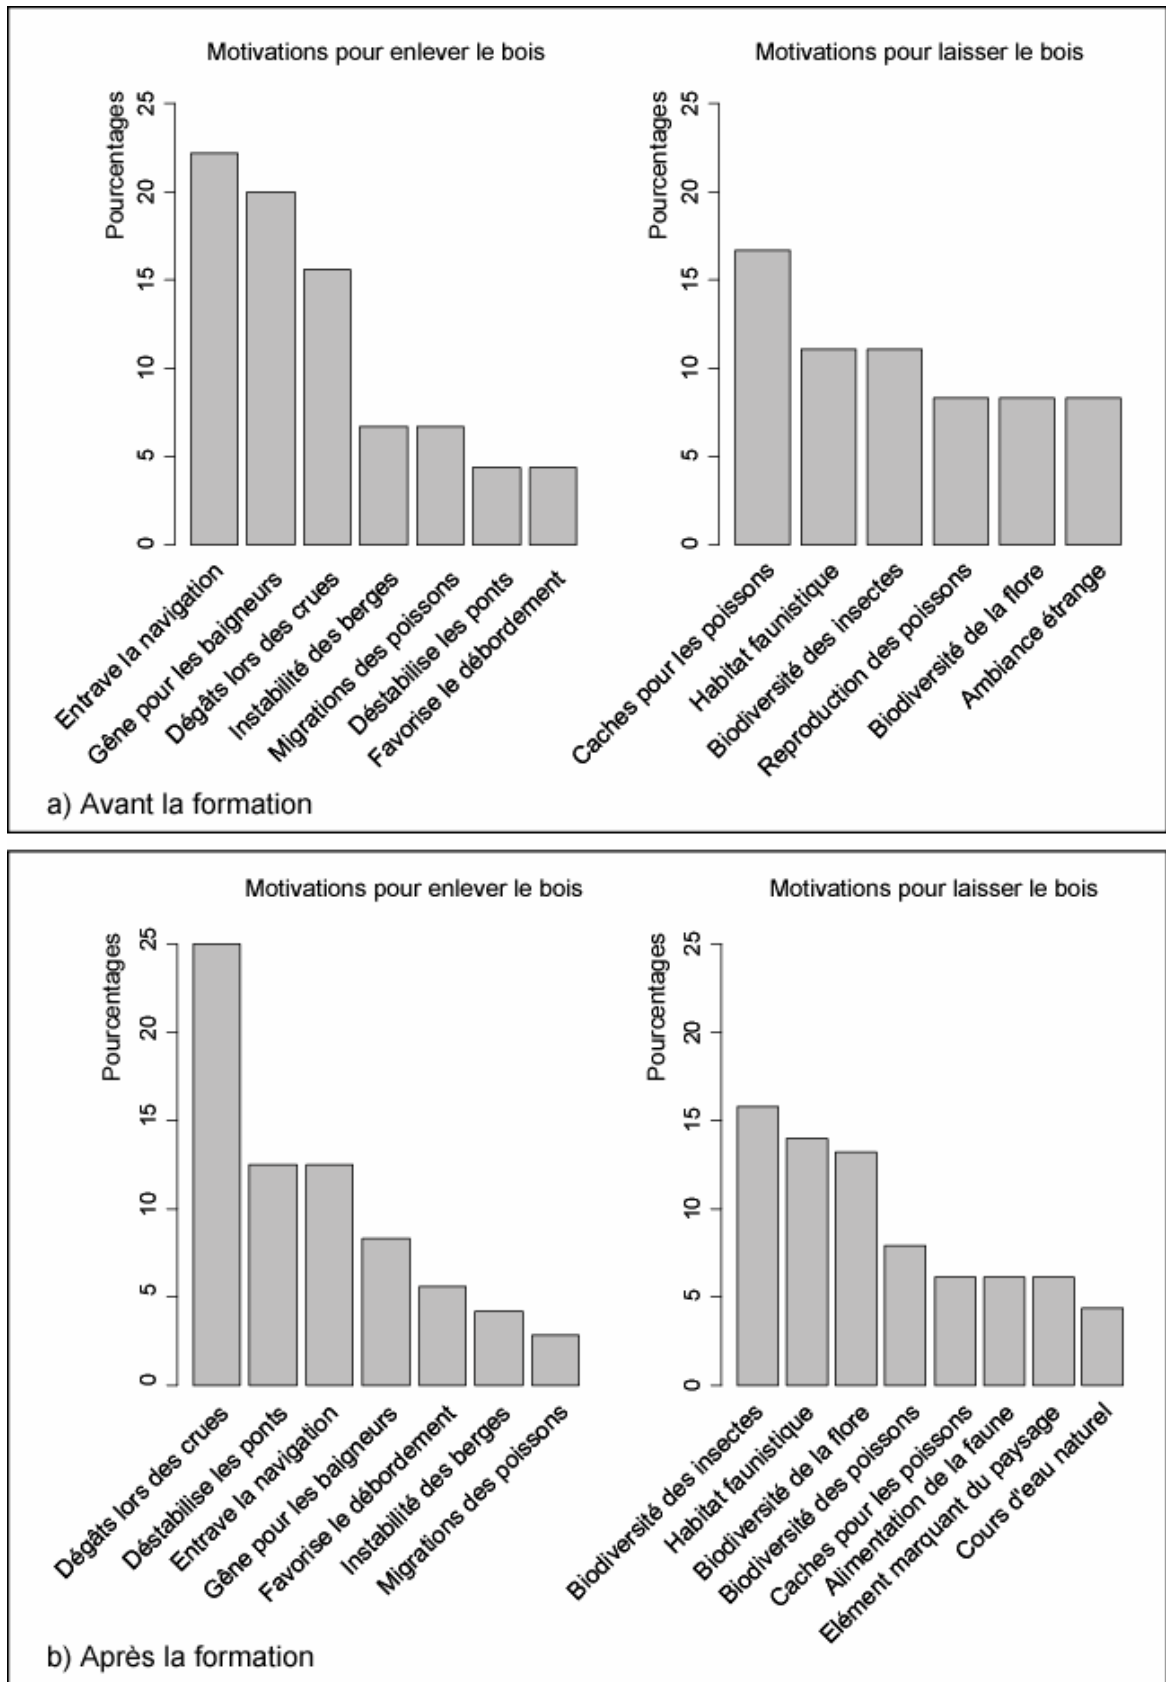 Motivations pour enlever le bois
Pourcentages
0 5 10 15 20 25
Entrave la navigation
Gêne pour les baigneurs
Dégâts lors des crues
Instabilité des berges
Migrations des poissons
Déstabilise les ponts
Favorise le débordement
Motivations pour laisser le bois
Pourcentages
0 5 10 15 20 25
Caches pour les poissons
Habitat faunistique
Biodiversité des insectes
Reproduction des poissons
Biodiversité de la flore
Ambiance étrange
a) Avant la formation
Motivations pour enlever le bois
Pourcentages
0 5 10 15 20 25
Dégâts lors des crues
Déstabilise les ponts
Entrave la navigation
Gêne pour les baigneurs
Favorise le débordement
Instabilité des berges
Migrations des poissons
Motivations pour laisser le bois
Pourcentages
0 5 10 15 20 25
Biodiversité des insectes
Habitat faunistique
Biodiversité de la flore
Biodiversité des poissons
Caches pour les poissons
Alimentation de la faune
Elément marquant du paysage
Cours d'eau naturel
b) Après la formation